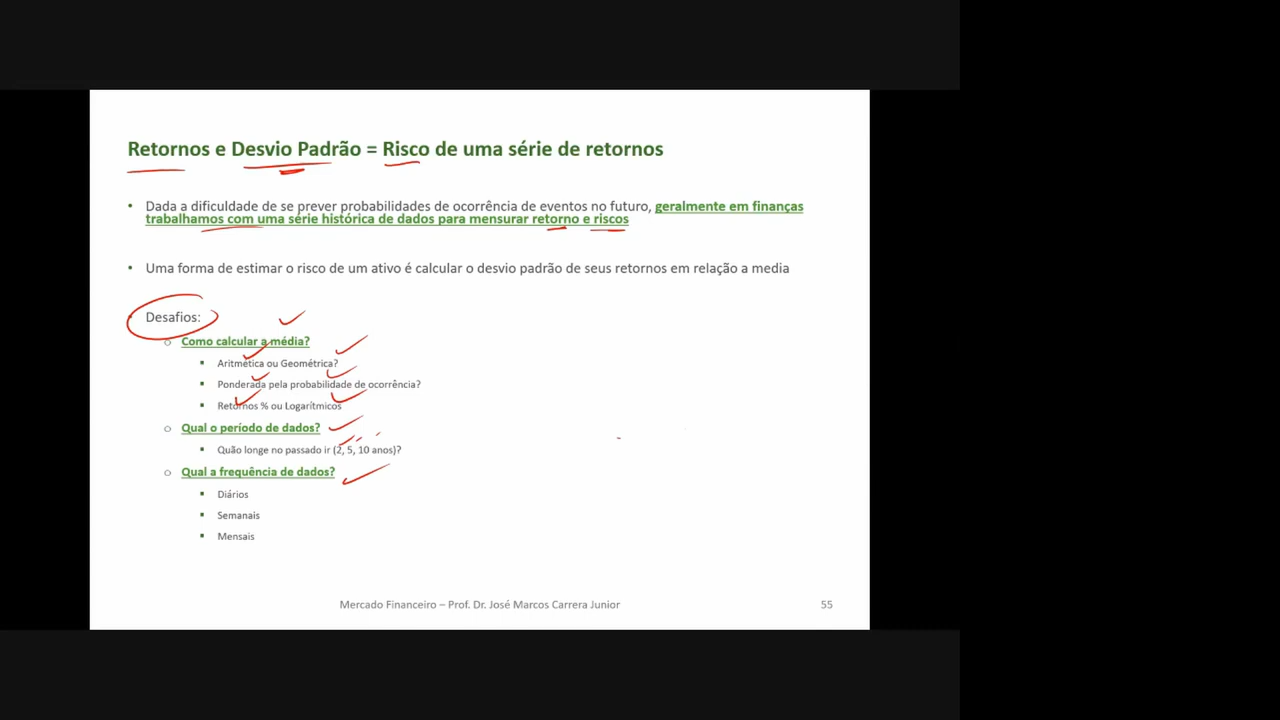 Retornos e Desvio Padrão = Risco de uma série de retornos
• Dada a dificuldade de se prever probabilidades de ocorrência de eventos no futuro, geralmente em finanças
trabalhamos com uma série histórica de dados para mensurar retorno e riscos
• Uma forma de estimar o risco de um ativo é calcular o desvio padrão de seus retornos em relação a media
Desafios:
o Como calcular a média?
▪ Aritmética ou Geométrica?
▪ Ponderada pela probabilidade de ocorrência?
▪ Retornos % ou Logarítmicos
o Qual o período de dados?
▪ Quão longe no passado ir (2, 5, 10 anos)?
o Qual a frequência de dados?
▪ Diários
▪ Semanais
▪ Mensais
Mercado Financeiro – Prof. Dr. José Marcos Carrera Junior
55